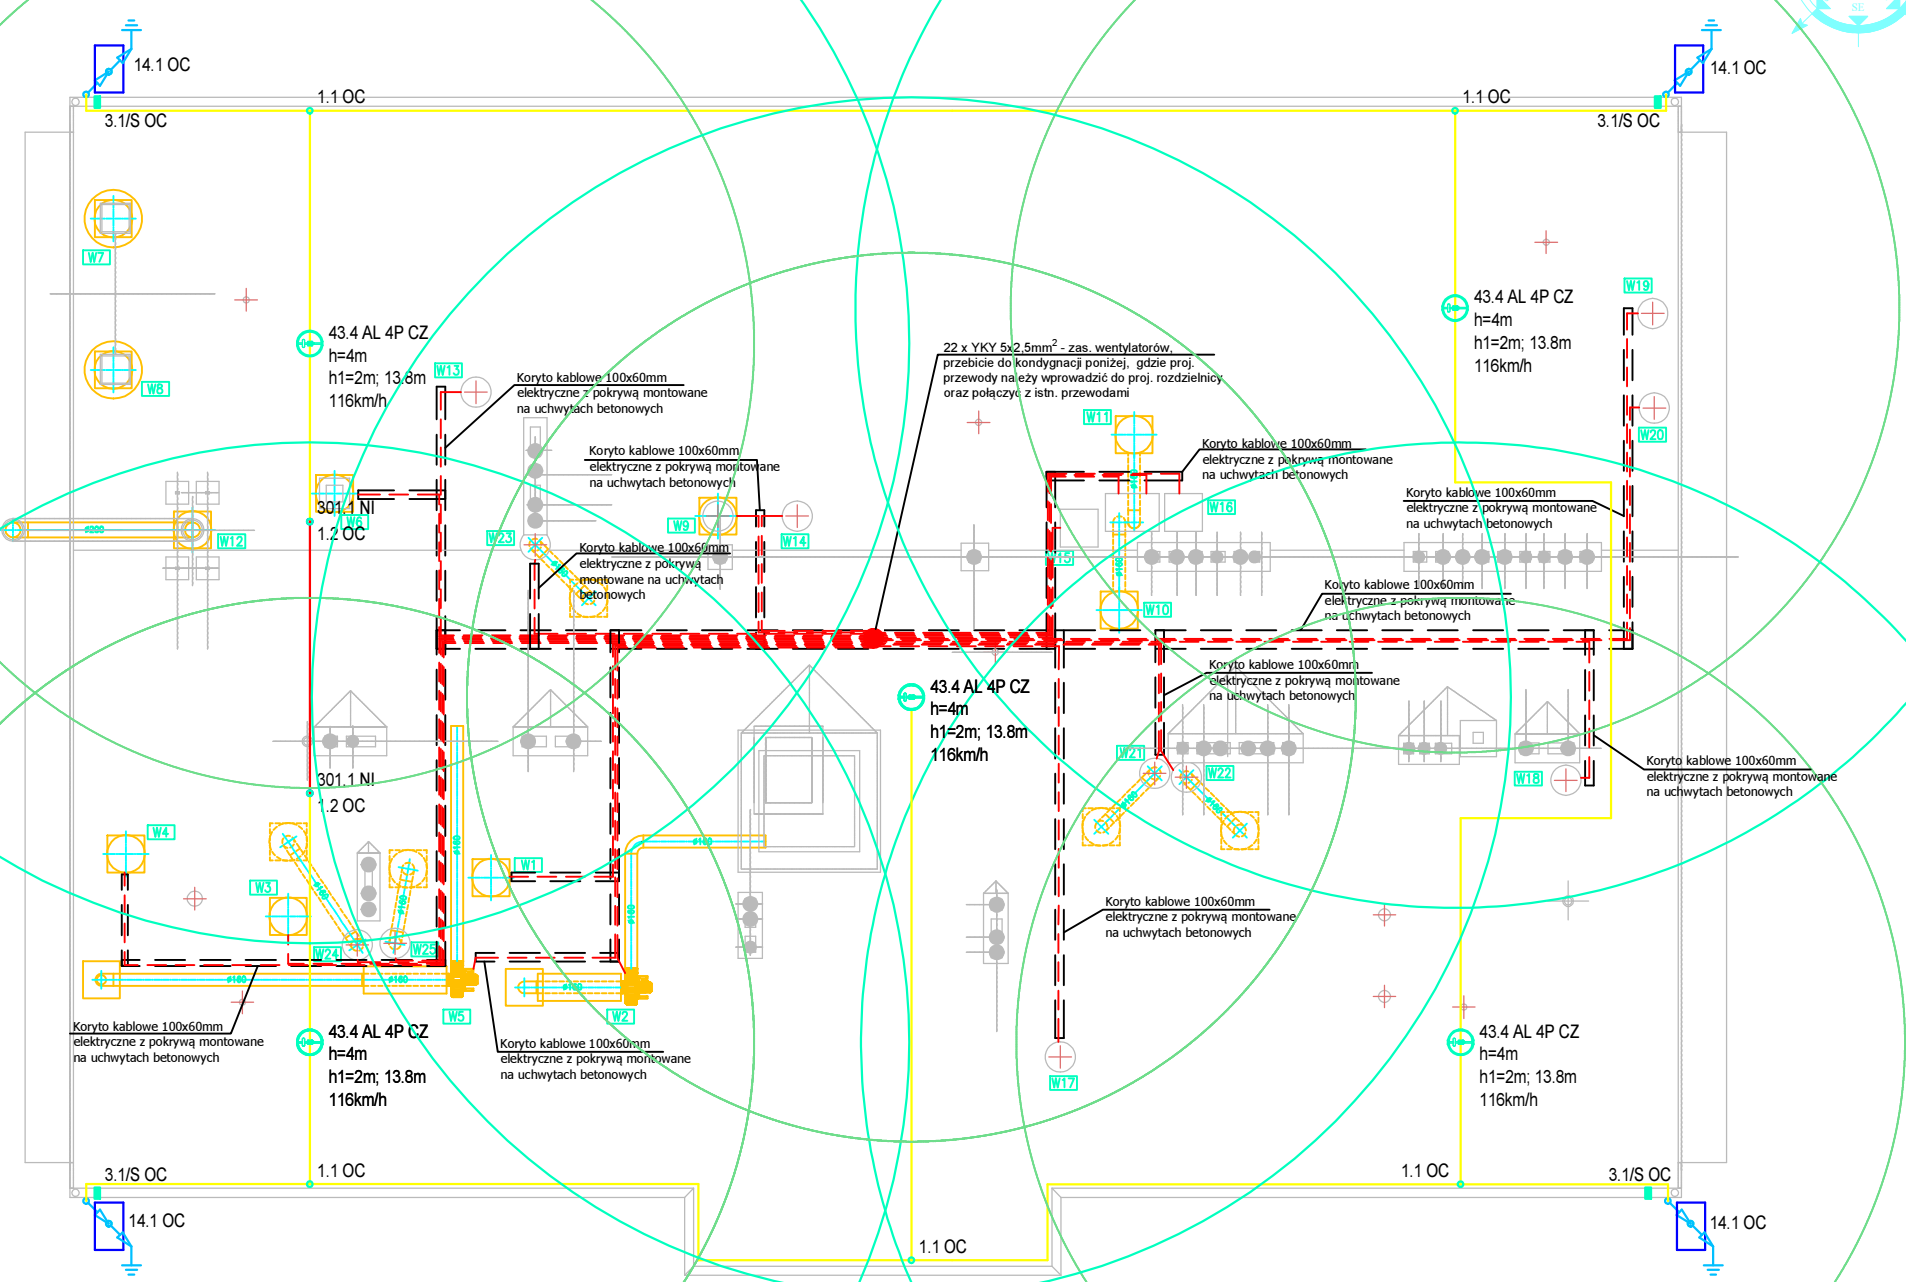 SE
14.1 OC
14.1 OC
1.1 OC
1.1 OC
3.1/S OC
3.1/S OC
W7
W8
43.4 AL 4P CZ
h=4m
h1=2m; 13.8m
116km/h
W13
Koryto kablowe 100x60mm
elektryczne z pokrywą montowane
na uchwytach betonowych
22 x YKY 5x2,5mm2 - zas. wentylatorów,
przebicie do kondygnacji poniżej, gdzie proj.
przewody należy wprowadzić do proj. rozdzielnicy
oraz połączyć z istn. przewodami
43.4 AL 4P CZ
h=4m
h1=2m; 13.8m
116km/h
W19
W20
W11
Koryto kablowe 100x60mm
elektryczne z pokrywą montowane
na uchwytach betonowych
Koryto kablowe 100x60mm
elektryczne z pokrywą montowane
na uchwytach betonowych
Koryto kablowe 100x60mm
elektryczne z pokrywą montowane
na uchwytach betonowych
301.1 NI
W6
1.2 OC
ø200
W12
W23
W9
W14
W16
W15
W10
Koryto kablowe 100x60mm
elektryczne z pokrywą
montowane na uchwytach
betonowych
Koryto kablowe 100x60mm
elektryczne z pokrywą montowane
na uchwytach betonowych
Koryto kablowe 100x60mm
elektryczne z pokrywą montowane
na uchwytach betonowych
43.4 AL 4P CZ
h=4m
h1=2m; 13.8m
116km/h
W21
W22
W18
Koryto kablowe 100x60mm
elektryczne z pokrywą montowane
na uchwytach betonowych
301.1 NI
1.2 OC
W4
W3
W1
ø160
ø160
ø160
ø160
ø160
ø160
W24
W25
Koryto kablowe 100x60mm
elektryczne z pokrywą montowane
na uchwytach betonowych
ø160
ø160
ø160
W5
W2
Koryto kablowe 100x60mm
elektryczne z pokrywą montowane
na uchwytach betonowych
43.4 AL 4P CZ
h=4m
h1=2m; 13.8m
116km/h
Koryto kablowe 100x60mm
elektryczne z pokrywą montowane
na uchwytach betonowych
W17
43.4 AL 4P CZ
h=4m
h1=2m; 13.8m
116km/h
3.1/S OC
1.1 OC
1.1 OC
3.1/S OC
14.1 OC
1.1 OC
14.1 OC